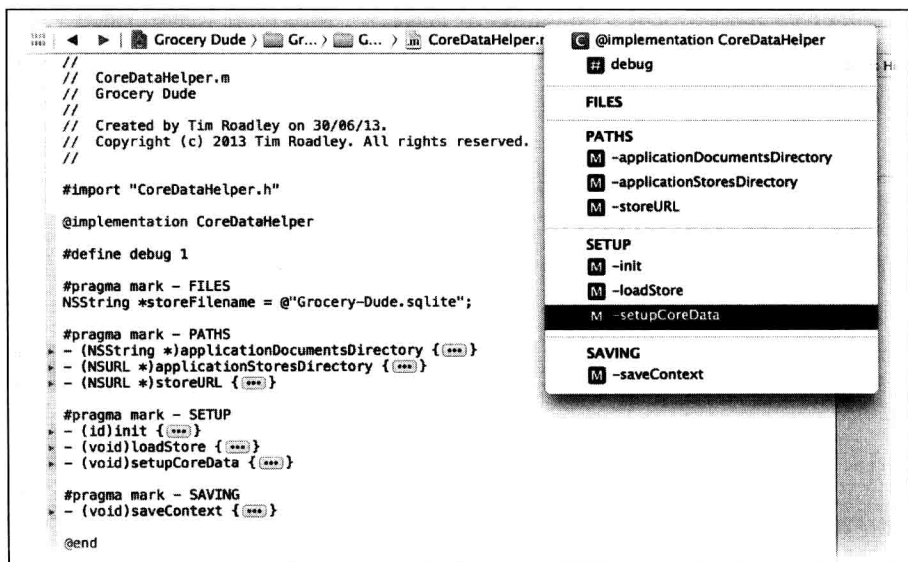 Grocery Dude 〉 Gr... 〉 G... 〉 CoreDataHelper.
//
//  CoreDataHelper.m
//  Grocery Dude
//
//  Created by Tim Roadley on 30/06/13.
//  Copyright (c) 2013 Tim Roadley. All rights reserved.
//
#import "CoreDataHelper.h"
@implementation CoreDataHelper
#define debug 1
#pragma mark - FILES
NSString *storeFilename = @"Grocery-Dude.sqlite";
#pragma mark - PATHS
- (NSString *)applicationDocumentsDirectory {...}
- (NSURL *)applicationStoresDirectory {...}
- (NSURL *)storeURL {...}
#pragma mark - SETUP
- (id)init {...}
- (void)loadStore {...}
- (void)setupCoreData {...}
#pragma mark - SAVING
- (void)saveContext {...}
@end
C @implementation CoreDataHelper
# debug
FILES
PATHS
M -applicationDocumentsDirectory
M -applicationStoresDirectory
M -storeURL
SETUP
M -init
M -loadStore
M -setupCoreData
SAVING
M -saveContext